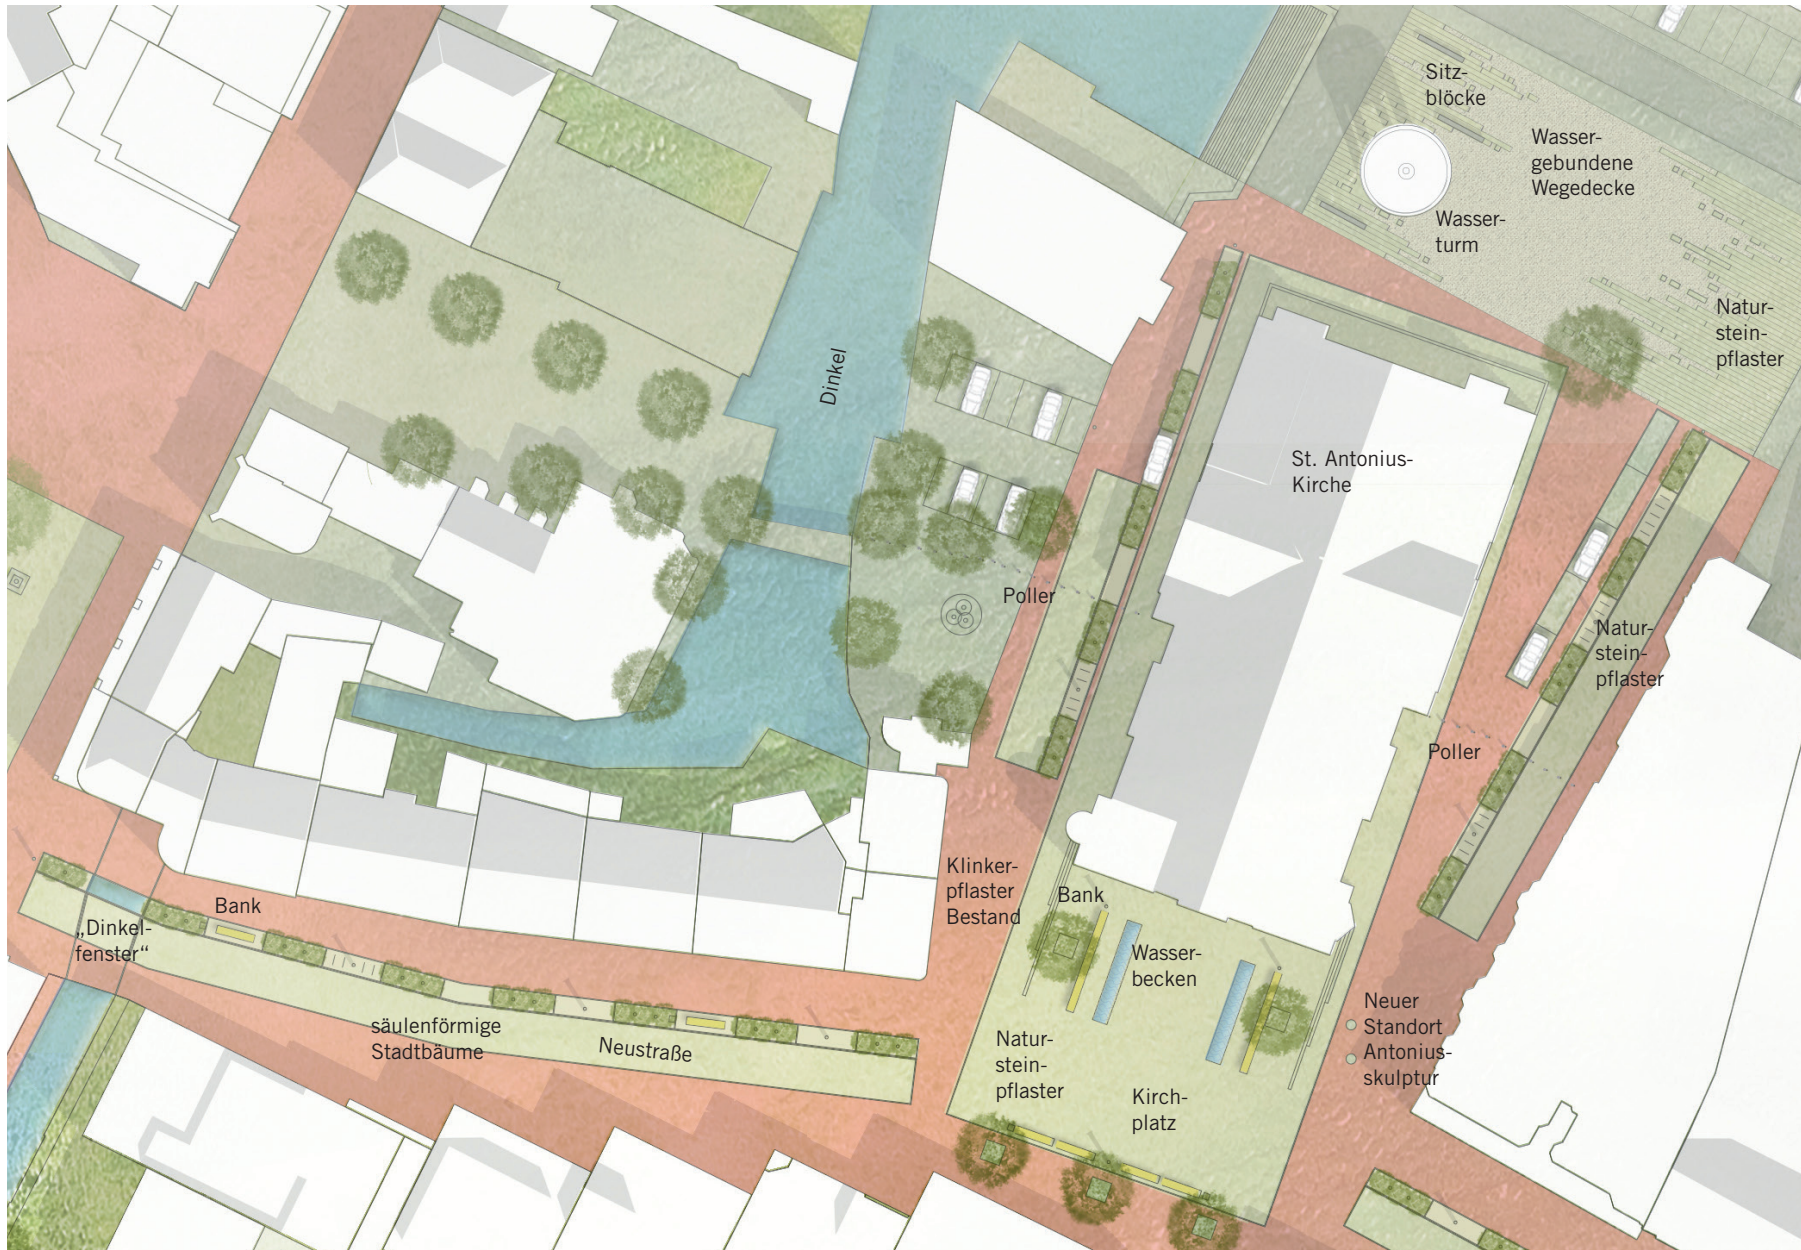 Sitz-
blöcke
Wasser-
gebundene
Wegedecke
Wasser-
turm
Natur-
stein-
pflaster
Dinkel
St. Antonius-
Kirche
Poller
Natur-
stein-
pflaster
Poller
Klinker-
pflaster
Bestand
Bank
Bank
„Dinkel-
fenster“
Wasser-
becken
säulenförmige
Stadtbäume
Neustraße
Natur-
stein-
pflaster
Neuer
Standort
Antonius-
skulptur
Kirch-
platz